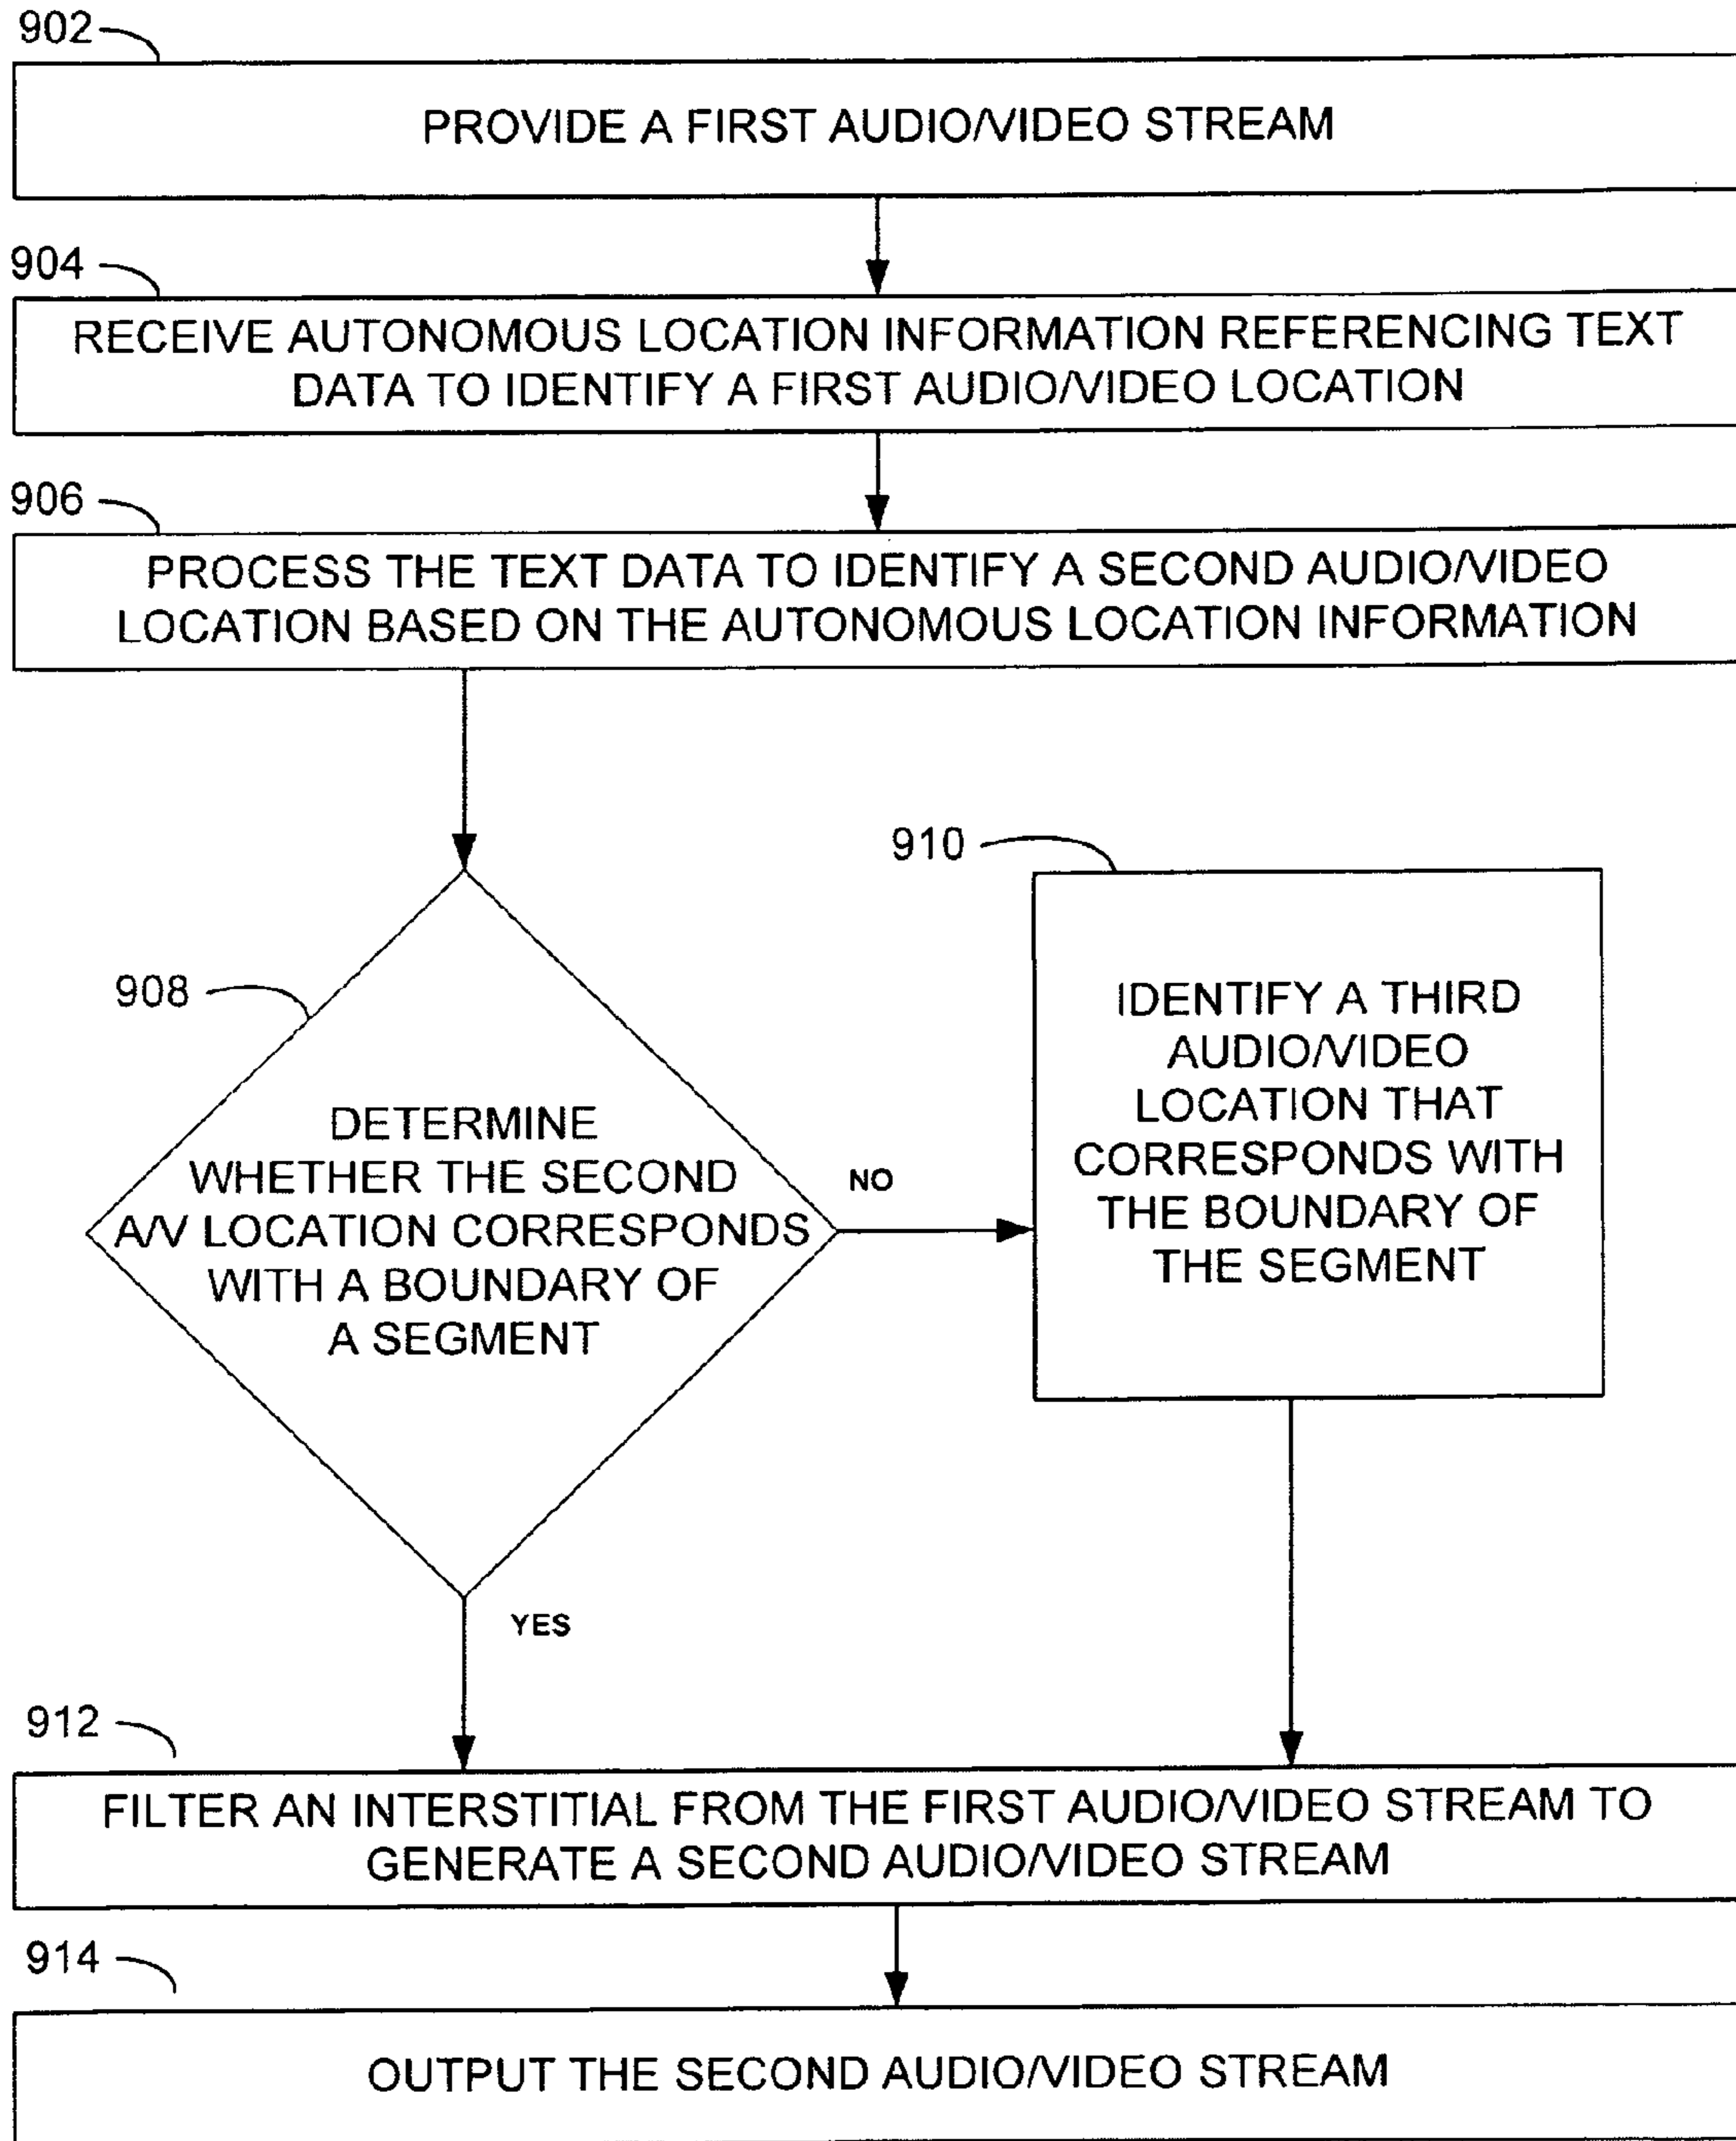 902
PROVIDE A FIRST AUDIO/VIDEO STREAM
904
RECEIVE AUTONOMOUS LOCATION INFORMATION REFERENCING TEXT
DATA TO IDENTIFY A FIRST AUDIO/VIDEO LOCATION
906
PROCESS THE TEXT DATA TO IDENTIFY A SECOND AUDIO/VIDEO
LOCATION BASED ON THE AUTONOMOUS LOCATION INFORMATION
908
DETERMINE
WHETHER THE SECOND
A/V LOCATION CORRESPONDS
WITH A BOUNDARY OF
A SEGMENT
NO
YES
910
IDENTIFY A THIRD
AUDIO/VIDEO
LOCATION THAT
CORRESPONDS WITH
THE BOUNDARY OF
THE SEGMENT
912
FILTER AN INTERSTITIAL FROM THE FIRST AUDIO/VIDEO STREAM TO
GENERATE A SECOND AUDIO/VIDEO STREAM
914
OUTPUT THE SECOND AUDIO/VIDEO STREAM